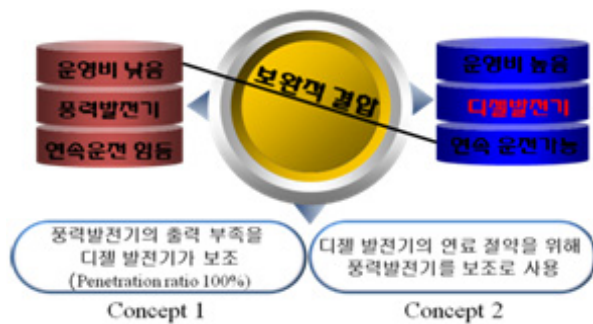 운영비 낮음
풍력발전기
연속운전 힘듬
보완적 결합
운영비 높음
디젤발전기
연속 운전가능
풍력발전기의 출력 부족을
디젤 발전기가 보조
(Penetration ratio 100%)
Concept 1
디젤 발전기의 연료 절약을 위해
풍력발전기를 보조로 사용
Concept 2